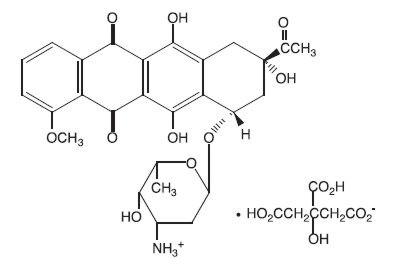 O
OH
O
CH₃
OH
OCH₃
O
OH
O
H
O
CH₃
HO
NH₃⁺
CO₂H
• HO₂CCH₂CCH₂CO₂⁻
OH